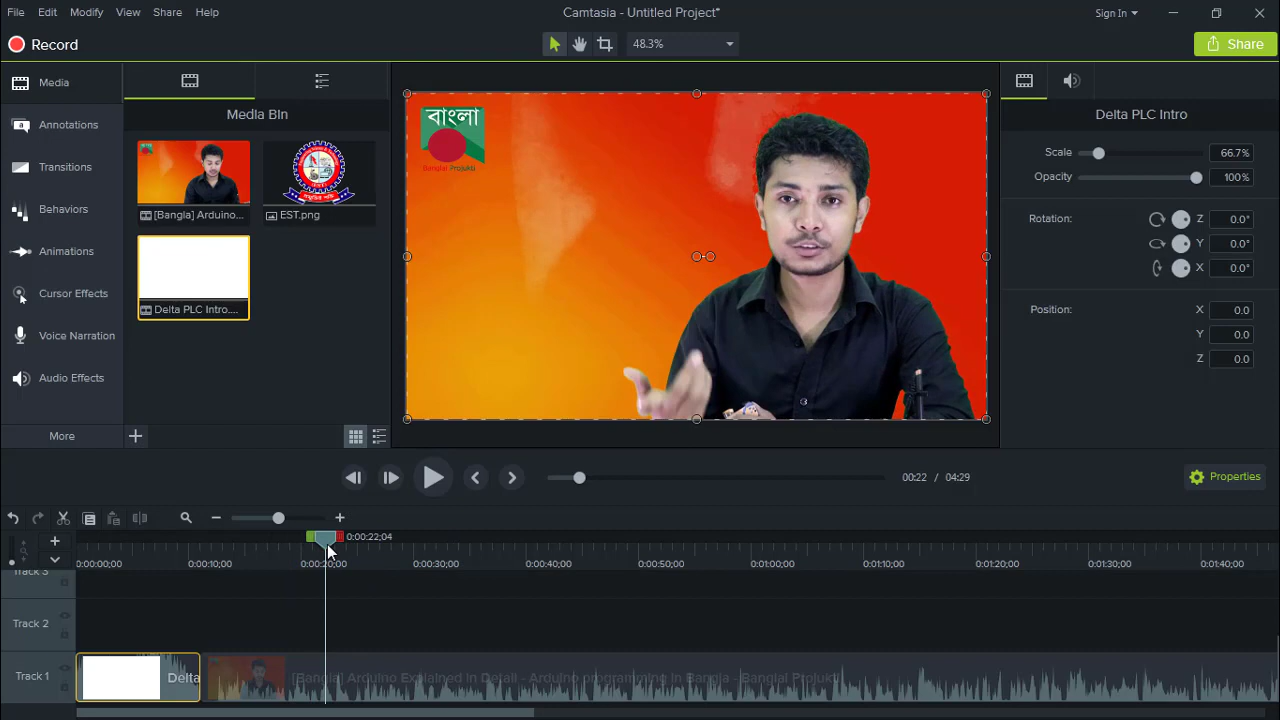 File Edit Modify View Share Help
Camtasia - Untitled Project*
Sign In
Record
48.3%
Share
Media
Annotations
Transitions
Behaviors
Animations
Cursor Effects
Voice Narration
Audio Effects
More
Media Bin
[Bangla] Arduino...
EST.png
Delta PLC Intro....
বাংলা
Banglai Projukti
Delta PLC Intro
Scale 66.7%
Opacity 100%
Rotation: Z 0.0°
Y 0.0°
X 0.0°
Position: X 0.0
Y 0.0
Z 0.0
00:22 / 04:29
Properties
0:00:22;04
0:00:00;00 0:00:10;00 0:00:20;00 0:00:30;00 0:00:40;00 0:00:50;00 0:01:00;00 0:01:10;00 0:01:20;00 0:01:30;00 0:01:40;00
Track 3
Track 2
Track 1
Delta
[Bangla] Arduino Explained in Detail - Arduino programming in Bangla - Banglai Projukti